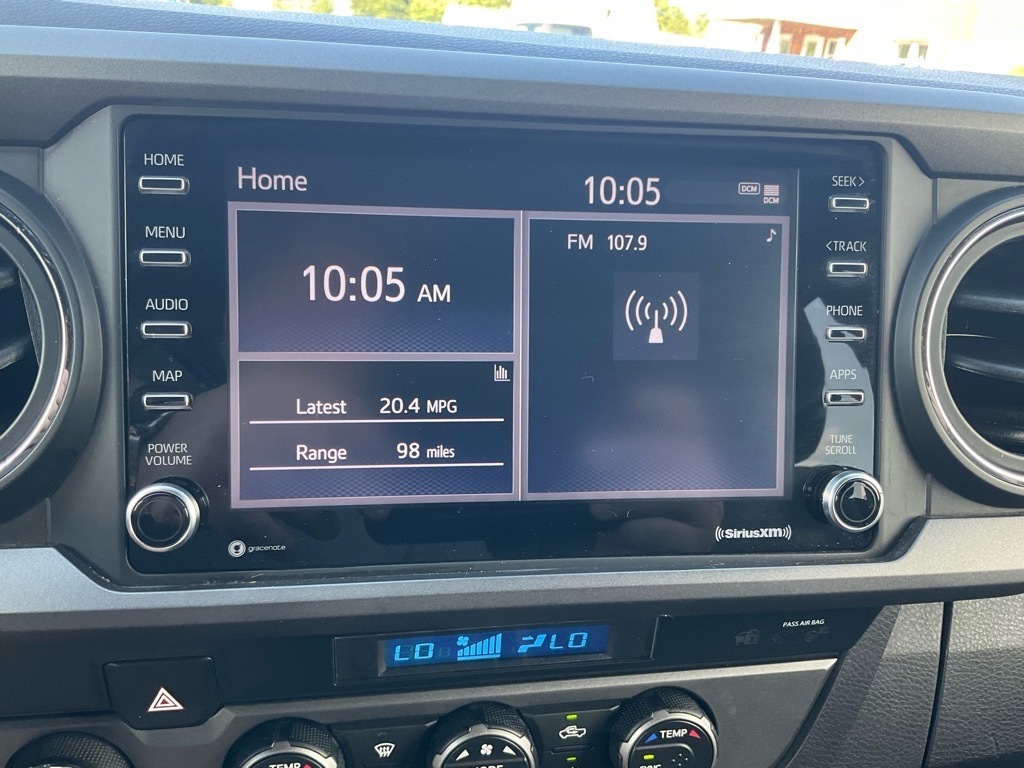 HOME
MENU
AUDIO
MAP
POWER
VOLUME
Home
10:05
DCM
DCM
10:05 AM
Latest 20.4 MPG
Range 98 miles
FM 107.9
gracenote
((SiriusXM))
SEEK>
<TRACK
PHONE
APPS
TUNE
SCROLL
LO LO
PASS AIR BAG
TEMP
MODE
TEMP
SYNC